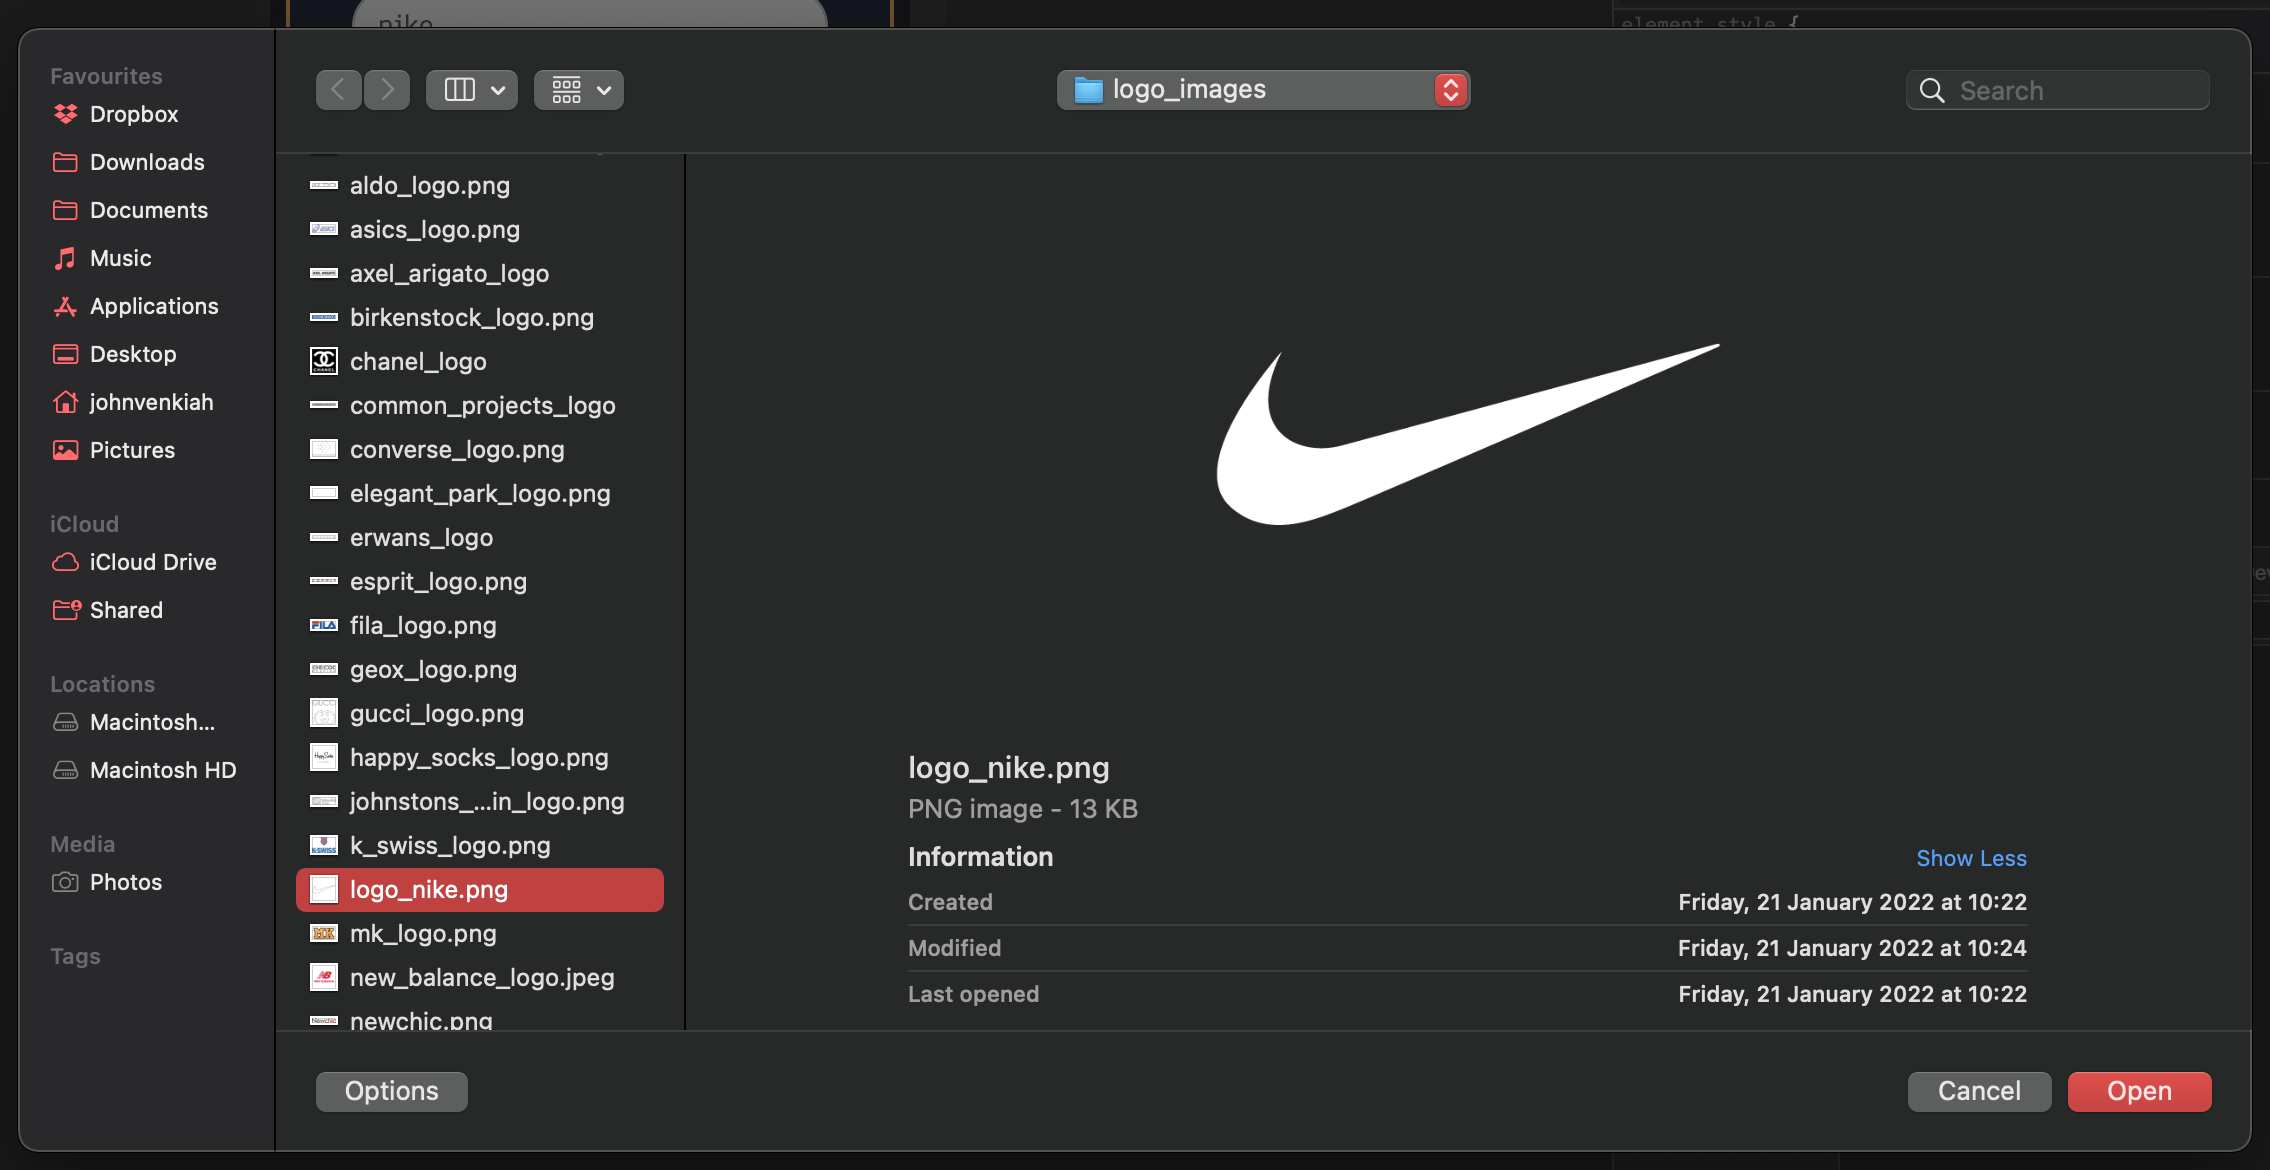 nike
element.style {
Favourites
Dropbox
Downloads
Documents
Music
Applications
Desktop
johnvenkiah
Pictures
iCloud
iCloud Drive
Shared
Locations
Macintosh...
Macintosh HD
Media
Photos
Tags
logo_images
Search
aldo_logo.png
asics_logo.png
axel_arigato_logo
birkenstock_logo.png
chanel_logo
common_projects_logo
converse_logo.png
elegant_park_logo.png
erwans_logo
esprit_logo.png
fila_logo.png
geox_logo.png
gucci_logo.png
happy_socks_logo.png
johnstons_...in_logo.png
k_swiss_logo.png
logo_nike.png
mk_logo.png
new_balance_logo.jpeg
newchic.png
logo_nike.png
PNG image - 13 KB
Information
Show Less
Created Friday, 21 January 2022 at 10:22
Modified Friday, 21 January 2022 at 10:24
Last opened Friday, 21 January 2022 at 10:22
Options
Cancel
Open